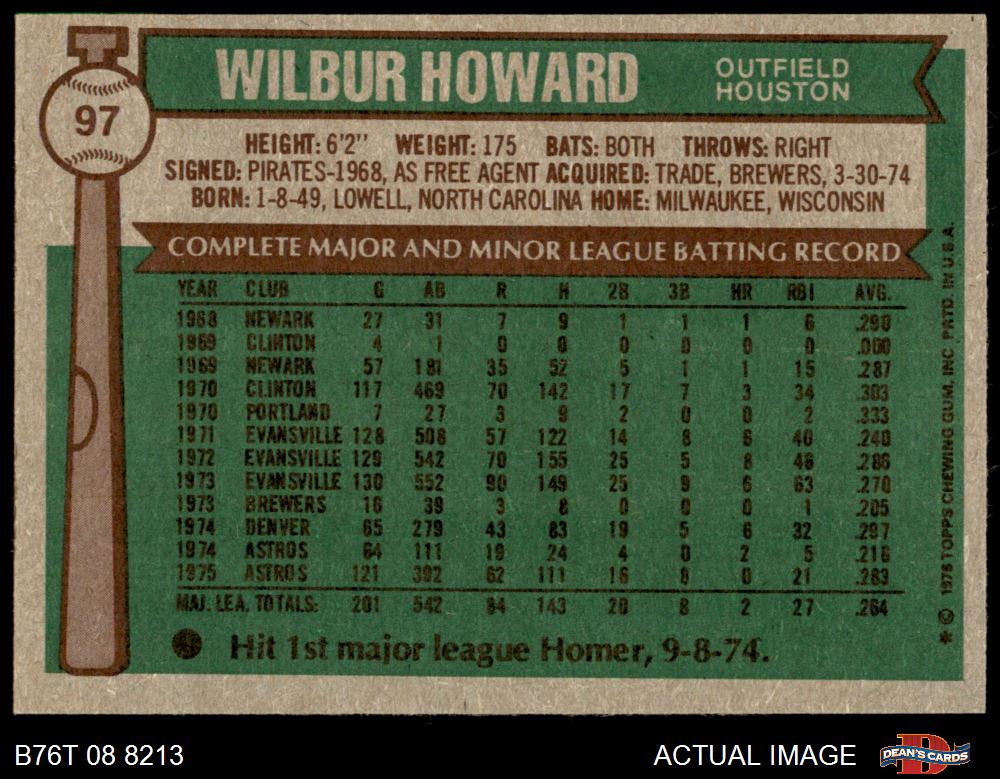 97
WILBUR HOWARD
OUTFIELD
HOUSTON
HEIGHT: 6'2" WEIGHT: 175 BATS: BOTH THROWS: RIGHT
SIGNED: PIRATES-1968, AS FREE AGENT ACQUIRED: TRADE, BREWERS, 3-30-74
BORN: 1-8-49, LOWELL, NORTH CAROLINA HOME: MILWAUKEE, WISCONSIN
COMPLETE MAJOR AND MINOR LEAGUE BATTING RECORD
YEAR CLUB G AB R H 2B 3B HR RBI AVG.
1968 NEWARK 27 31 7 9 1 1 1 6 .290
1969 CLINTON 4 1 0 0 0 0 0 0 .000
1969 NEWARK 57 181 35 52 5 1 1 15 .287
1970 CLINTON 117 469 70 142 17 7 3 34 .303
1970 PORTLAND 7 27 3 9 2 0 0 2 .333
1971 EVANSVILLE 128 508 57 122 14 8 6 40 .240
1972 EVANSVILLE 129 542 70 155 25 5 8 46 .286
1973 EVANSVILLE 130 552 90 149 25 9 6 63 .270
1973 BREWERS 16 39 3 8 0 0 0 1 .205
1974 DENVER 65 279 43 83 19 5 6 32 .297
1974 ASTROS 64 111 19 24 4 0 2 5 .216
1975 ASTROS 121 392 62 111 16 8 0 21 .283
MAJ. LEA. TOTALS: 201 542 84 143 20 8 2 27 .264
Hit 1st major league Homer, 9-8-74.
* © 1976 TOPPS CHEWING GUM, INC PRTD. IN U.S.A.
B76T 08 8213
ACTUAL IMAGE
DEAN'S CARDS